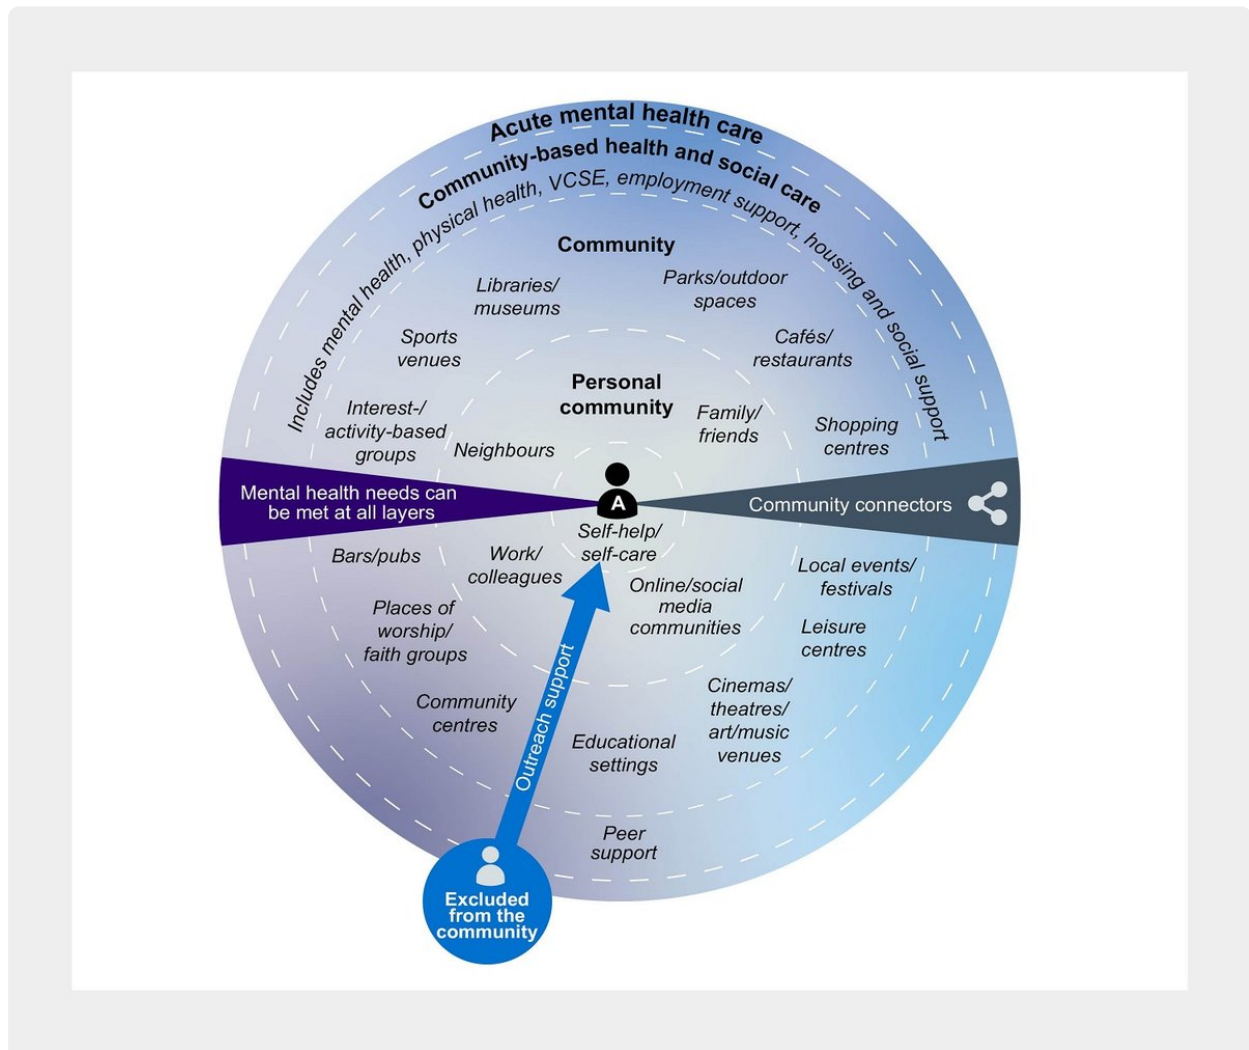 Acute mental health care
Community-based health and social care
Includes mental health, physical health, VCSE, employment support, housing and social support
Community
Libraries/
museums
Parks/outdoor
spaces
Sports
venues
Cafés/
restaurants
Personal
community
Interest-/
activity-based
groups
Neighbours
Family/
friends
Shopping
centres
Mental health needs can
be met at all layers
A
Community connectors
Self-help/
self-care
Bars/pubs
Work/
colleagues
Online/social
media
communities
Local events/
festivals
Places of
worship/
faith groups
Leisure
centres
Community
centres
Outreach support
Educational
settings
Cinemas/
theatres/
art/music
venues
Peer
support
Excluded
from the
community